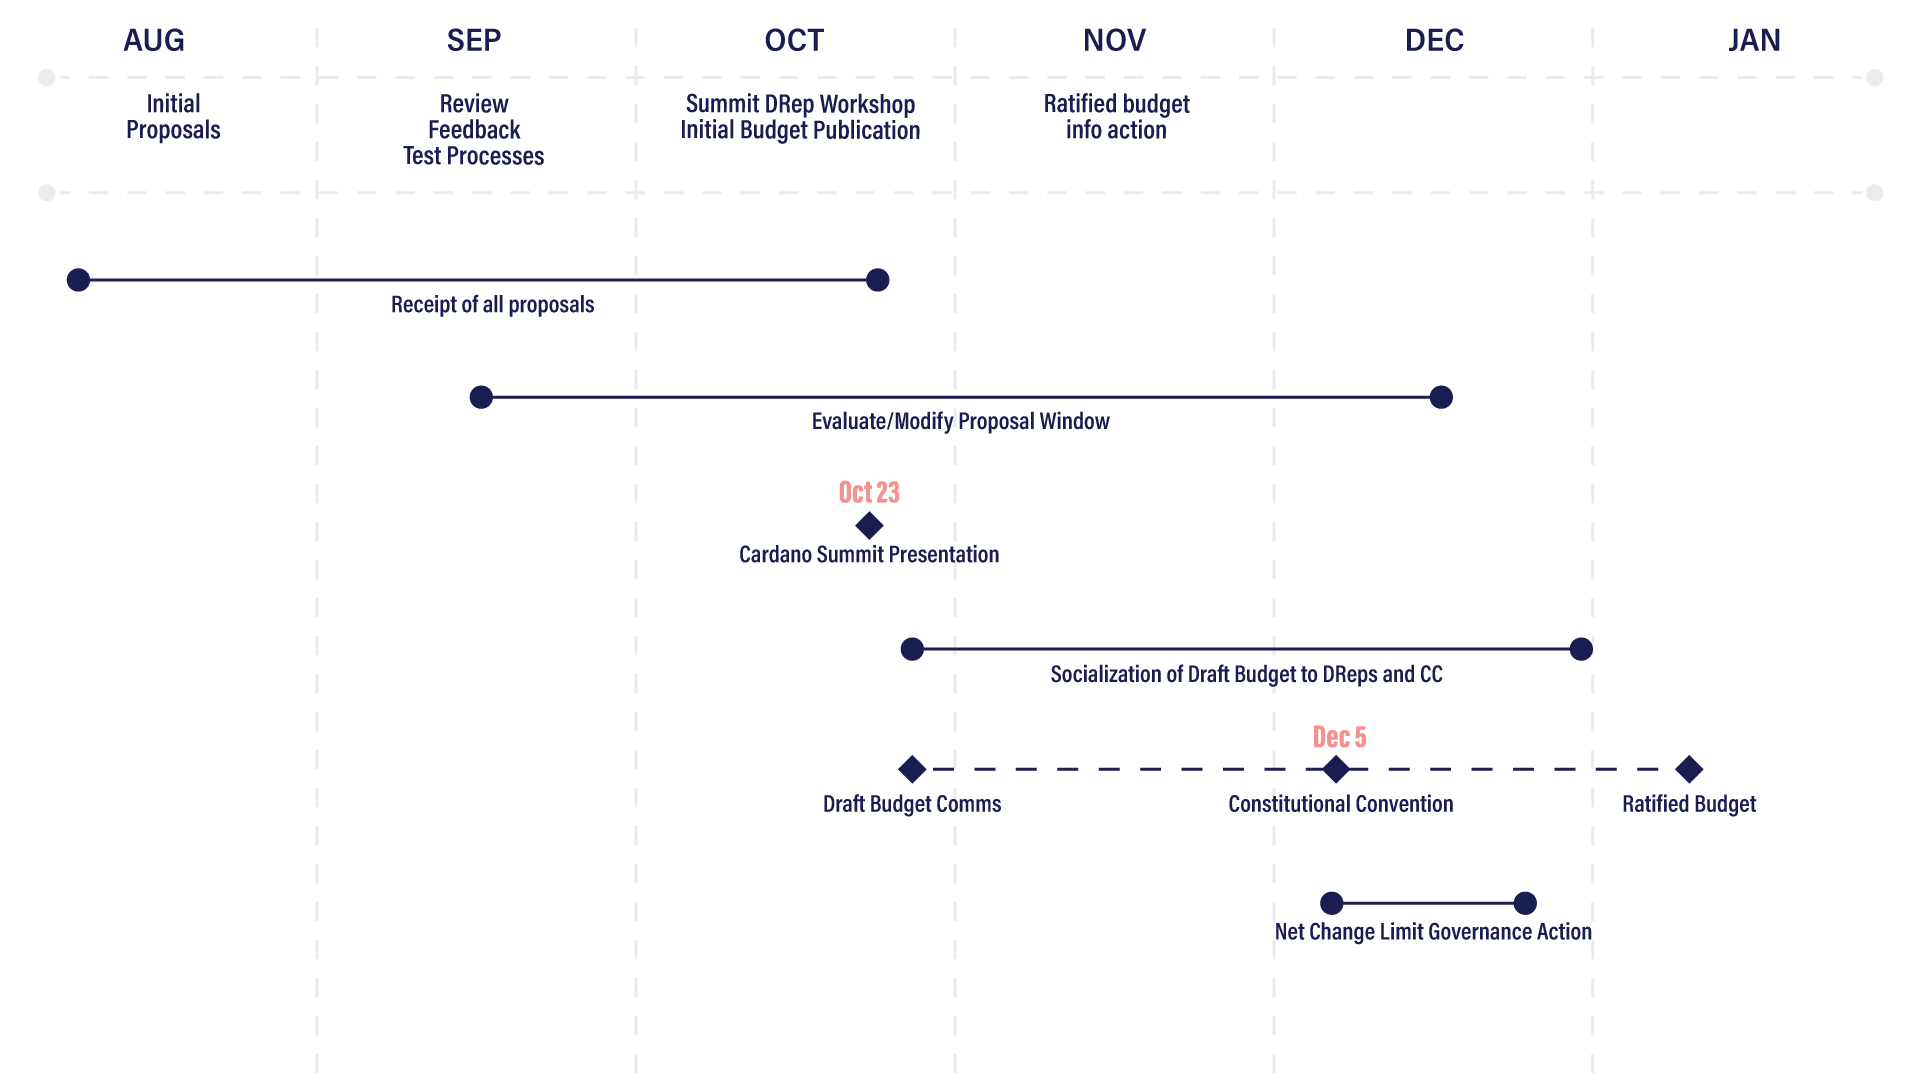 AUG
SEP
OCT
NOV
DEC
JAN
Initial
Proposals
Review
Feedback
Test Processes
Summit DRep Workshop
Initial Budget Publication
Ratified budget
info action
Receipt of all proposals
Evaluate/Modify Proposal Window
Oct 23
Cardano Summit Presentation
Socialization of Draft Budget to DReps and CC
Dec 5
Draft Budget Comms
Constitutional Convention
Ratified Budget
Net Change Limit Governance Action